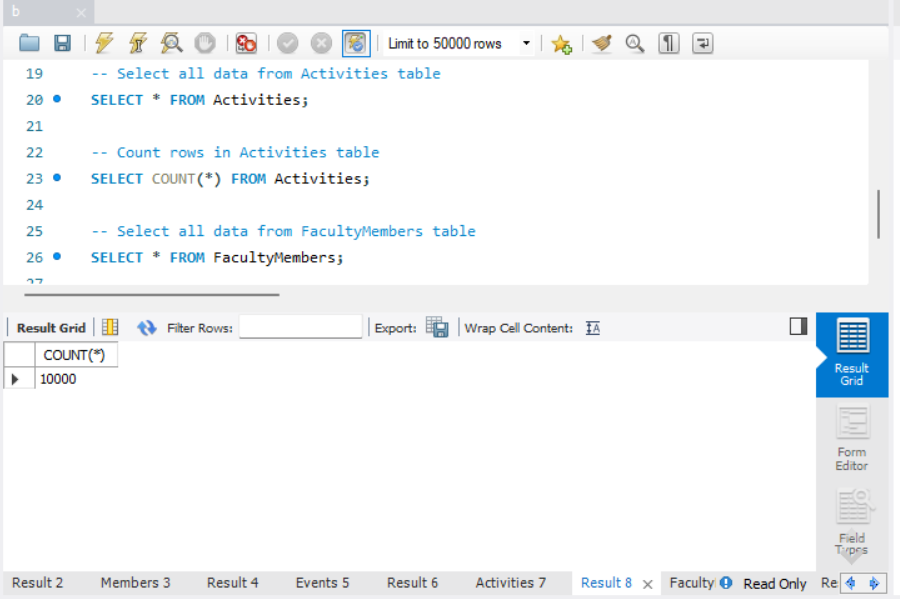 b
Limit to 50000 rows
19 -- Select all data from Activities table
20 SELECT * FROM Activities;
21
22 -- Count rows in Activities table
23 SELECT COUNT(*) FROM Activities;
24
25 -- Select all data from FacultyMembers table
26 SELECT * FROM FacultyMembers;
27
Result Grid Filter Rows: Export: Wrap Cell Content: IA
COUNT(*)
10000
Result
Grid
Form
Editor
Field
Types
Result 2 Members 3 Result 4 Events 5 Result 6 Activities 7 Result 8 Faculty Read Only Re